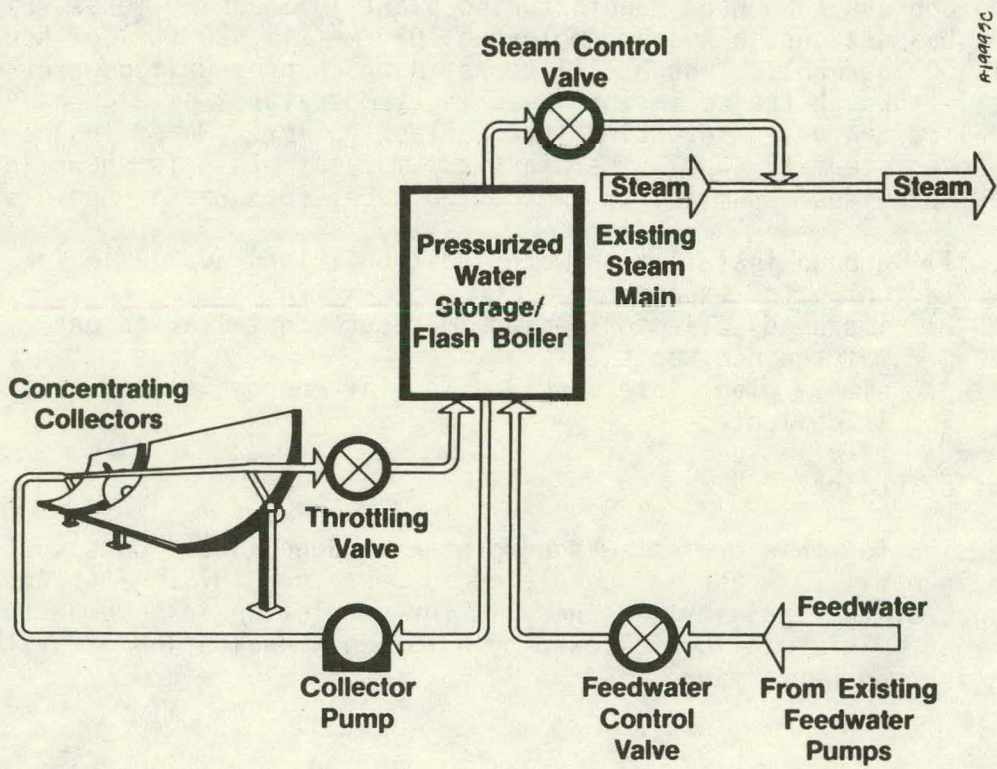 A-19997C
Steam Control
Valve
Steam
Steam
Pressurized
Water
Storage/
Flash Boiler
Existing
Steam
Main
Concentrating
Collectors
Throttling
Valve
Feedwater
Collector
Pump
Feedwater
Control
Valve
From Existing
Feedwater
Pumps